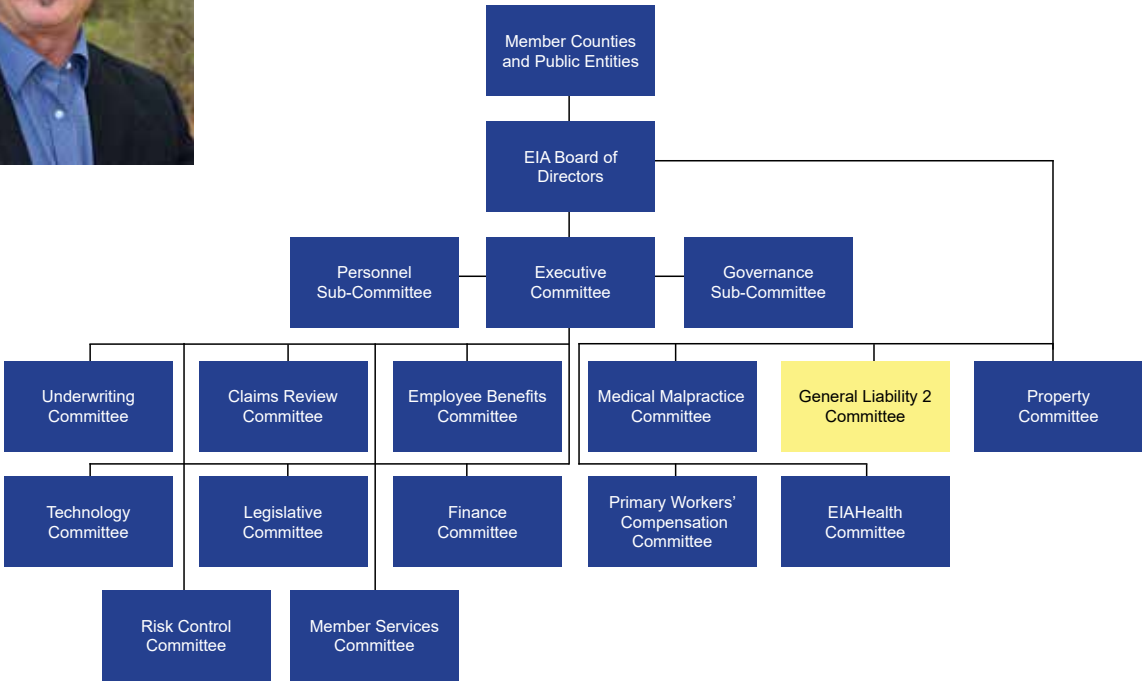 Member Counties
and Public Entities
EIA Board of
Directors
Personnel
Sub-Committee
Executive
Committee
Governance
Sub-Committee
Underwriting
Committee
Claims Review
Committee
Employee Benefits
Committee
Medical Malpractice
Committee
General Liability 2
Committee
Property
Committee
Technology
Committee
Legislative
Committee
Finance
Committee
Primary Workers’
Compensation
Committee
EIAHealth
Committee
Risk Control
Committee
Member Services
Committee